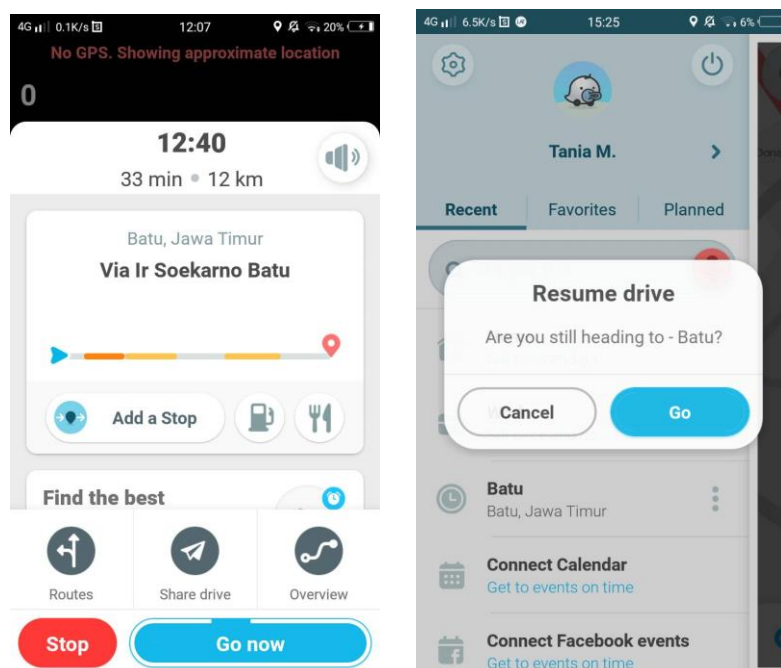 4G 0.1K/s 12:07 20%
No GPS. Showing approximate location
0
12:40
33 min • 12 km
Batu, Jawa Timur
Via Ir Soekarno Batu
Add a Stop
Find the best
Routes Share drive Overview
Stop Go now
4G 6.5K/s 15:25 6%
Tania M.
Recent Favorites Planned
Resume drive
Are you still heading to - Batu?
Cancel Go
Batu
Batu, Jawa Timur
Connect Calendar
Get to events on time
Connect Facebook events
Get to events on time